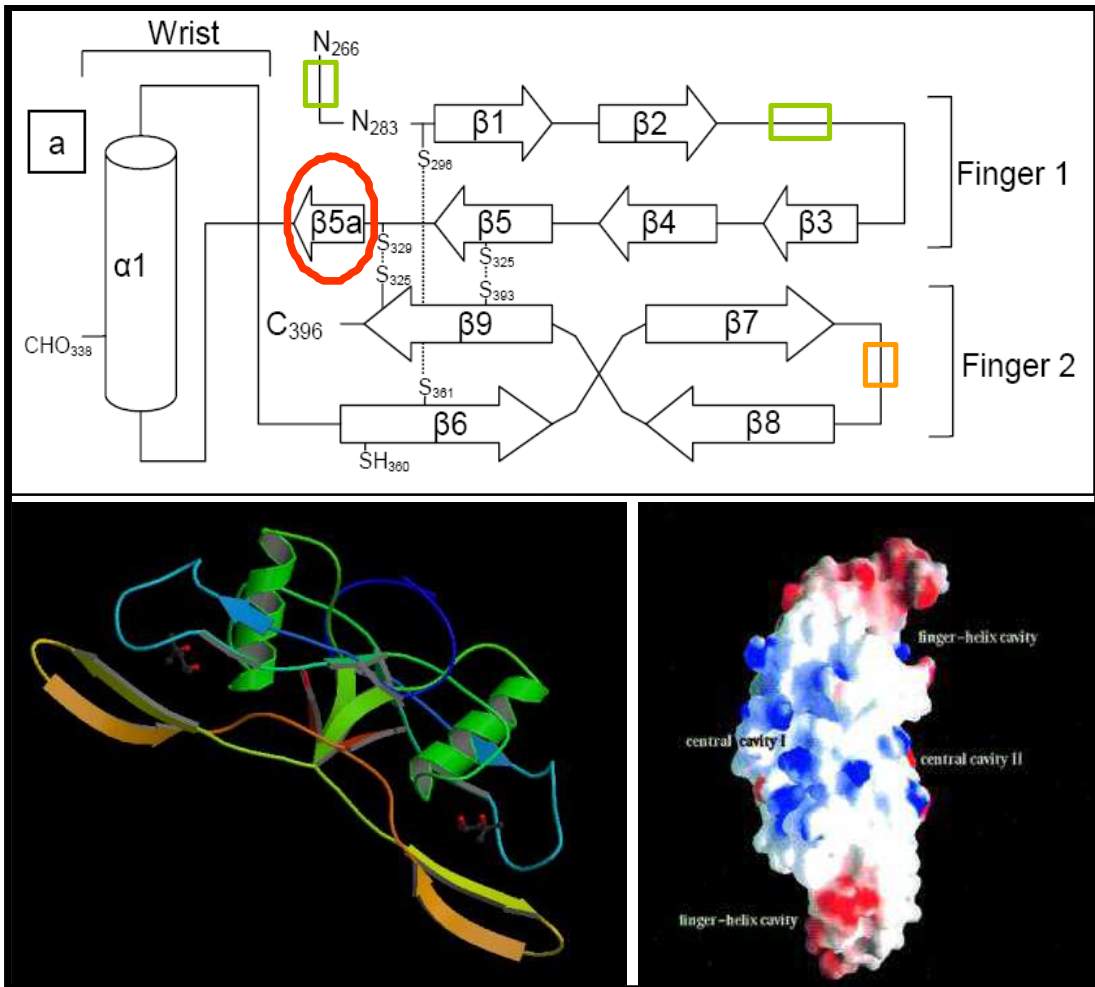 Wrist
N266
a
N283
β1
β2
S296
Finger 1
β5a
β5
β4
β3
α1
S329
S325
S325
S393
C396
β9
β7
CHO338
Finger 2
S361
β6
β8
SH360
finger-helix cavity
central cavity I
central cavity II
finger-helix cavity